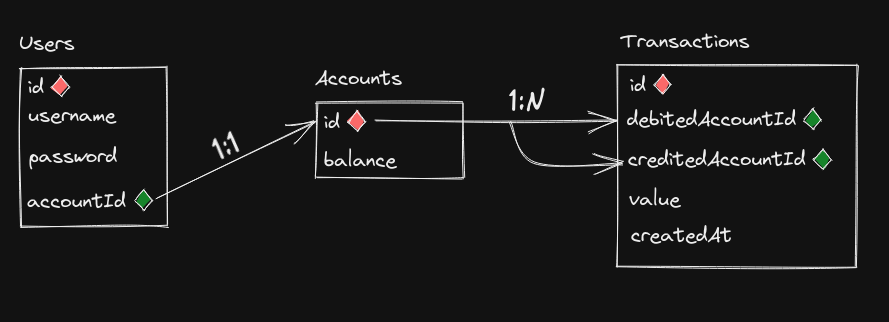 Users
id
username
password
accountId
1:1
Accounts
id
balance
1:N
Transactions
id
debitedAccountId
creditedAccountId
value
createdAt